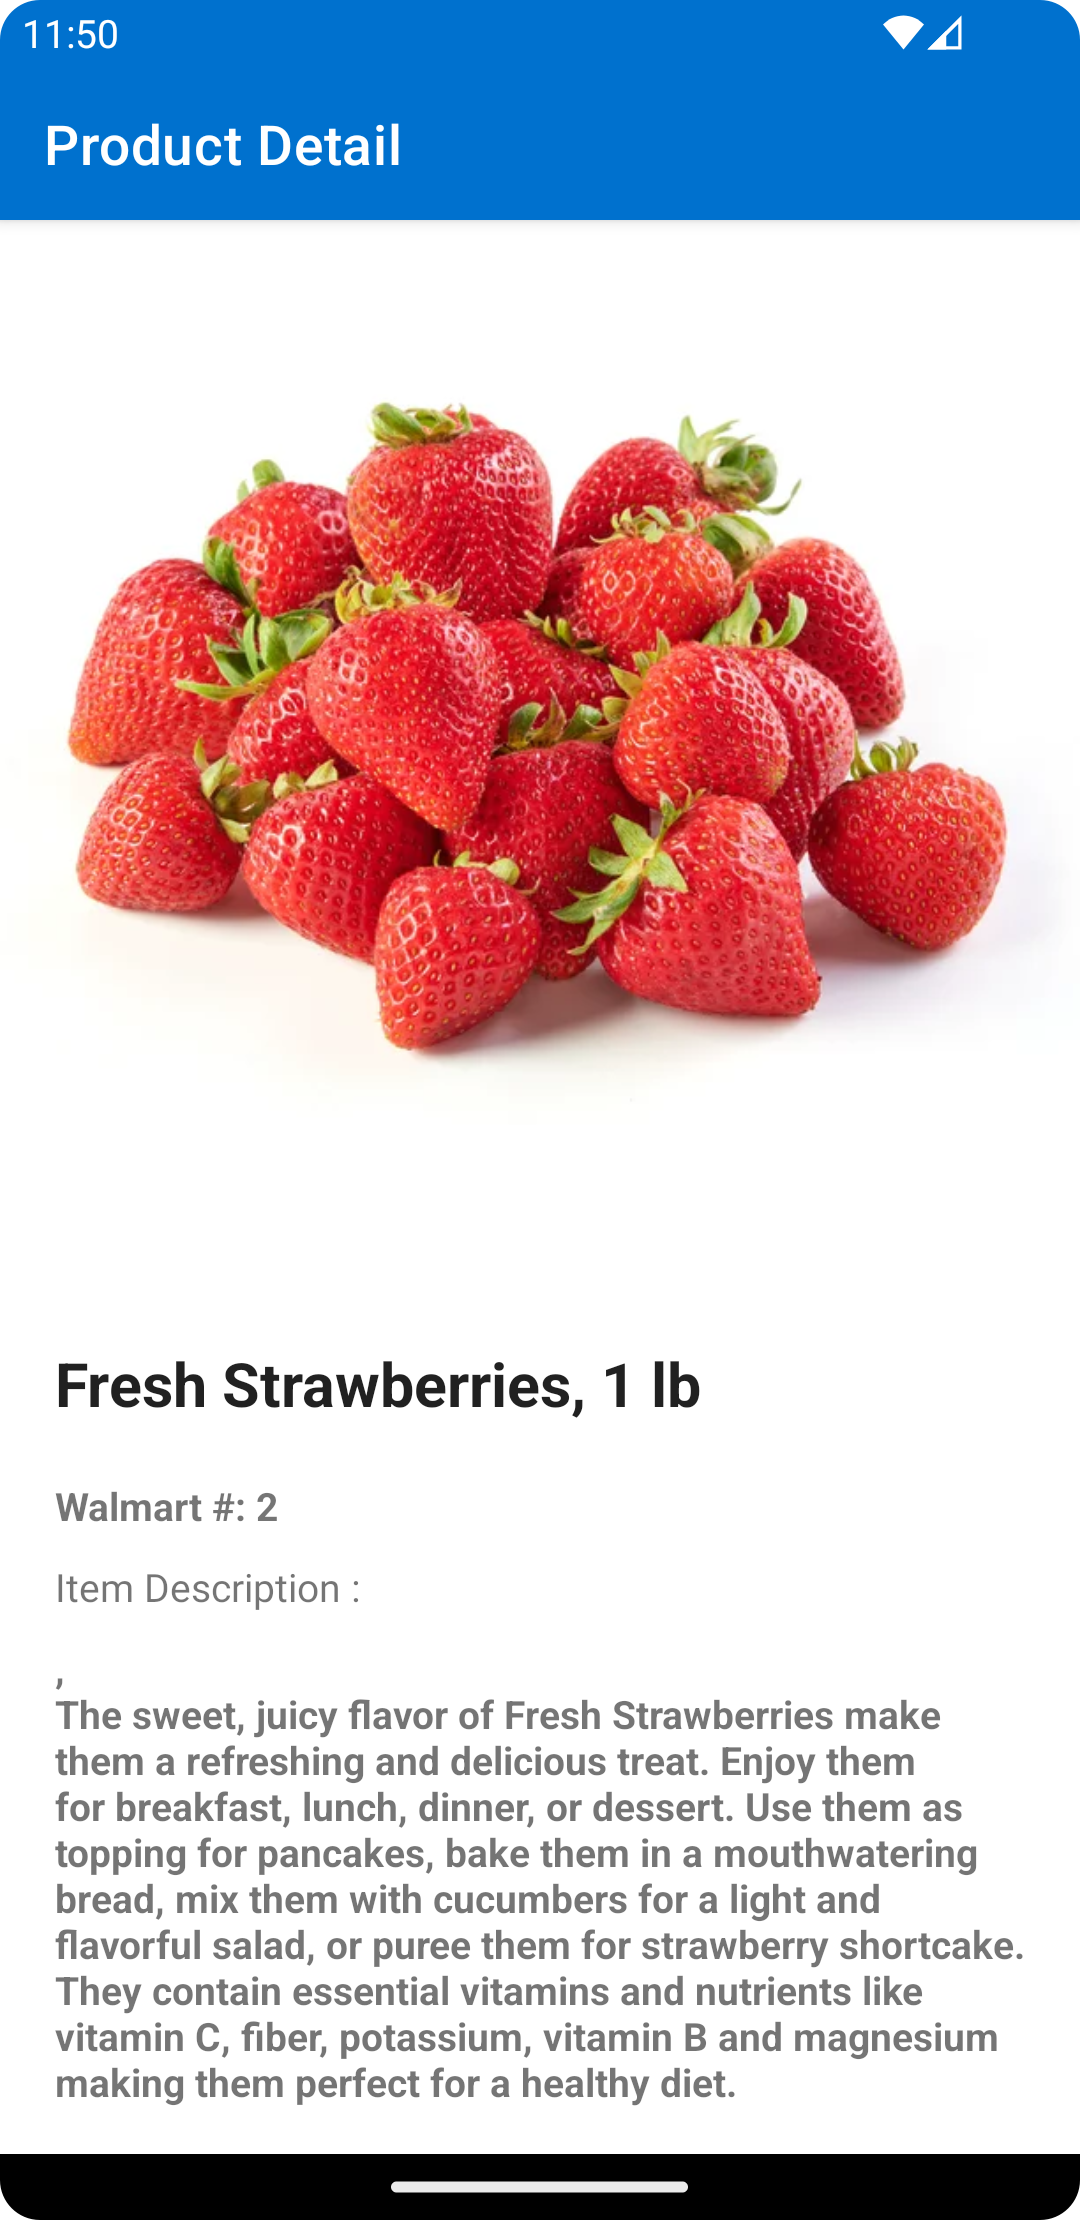 11:50
Product Detail
Fresh Strawberries, 1 lb
Walmart #: 2
Item Description :
,
The sweet, juicy flavor of Fresh Strawberries make
them a refreshing and delicious treat. Enjoy them
for breakfast, lunch, dinner, or dessert. Use them as
topping for pancakes, bake them in a mouthwatering
bread, mix them with cucumbers for a light and
flavorful salad, or puree them for strawberry shortcake.
They contain essential vitamins and nutrients like
vitamin C, fiber, potassium, vitamin B and magnesium
making them perfect for a healthy diet.